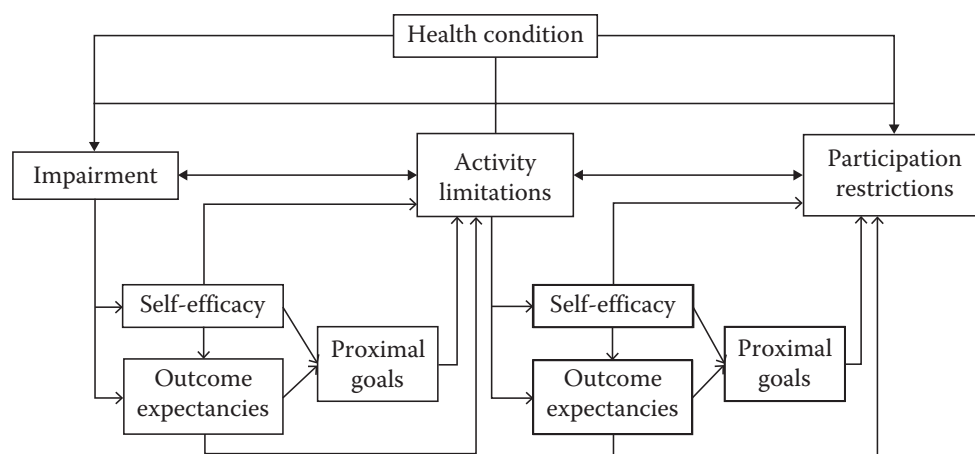 Health condition
Impairment
Activity
limitations
Participation
restrictions
Self-efficacy
Outcome
expectancies
Proximal
goals
Self-efficacy
Outcome
expectancies
Proximal
goals